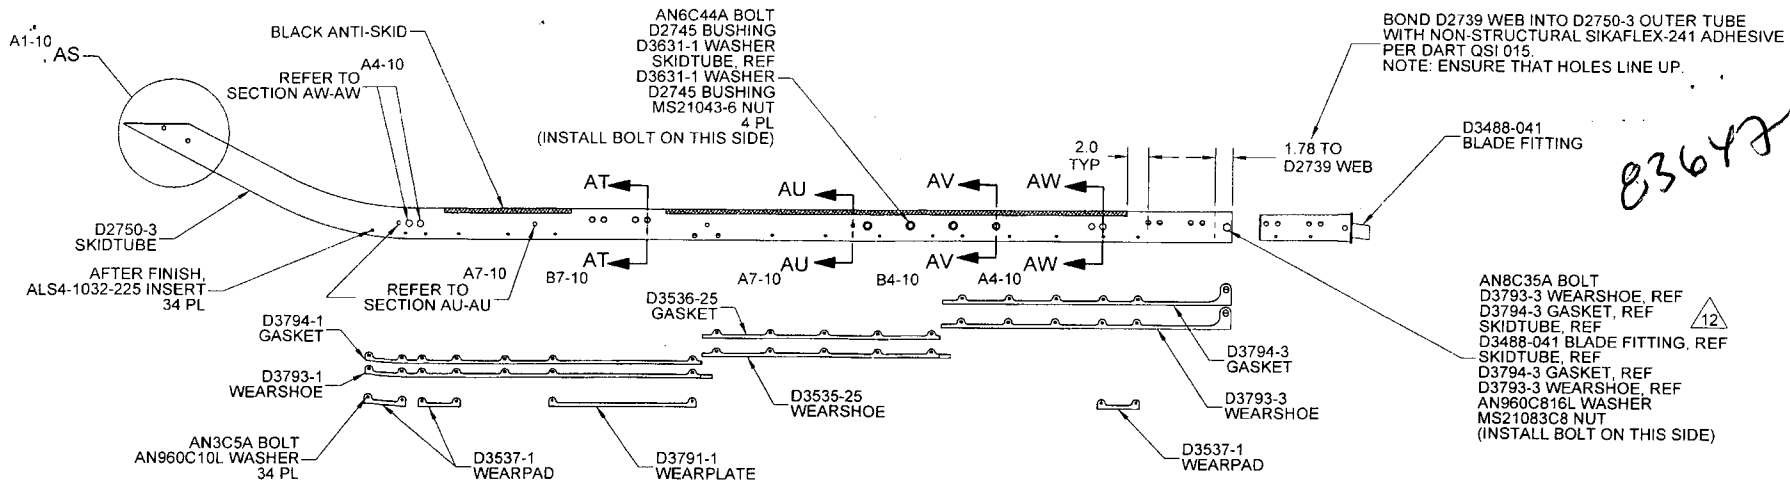 A1-10
AS
BLACK ANTI-SKID
A4-10
REFER TO
SECTION AW-AW
AN6C44A BOLT
D2745 BUSHING
D3631-1 WASHER
SKIDTUBE, REF
D3631-1 WASHER
D2745 BUSHING
MS21043-6 NUT
4 PL
(INSTALL BOLT ON THIS SIDE)
BOND D2739 WEB INTO D2750-3 OUTER TUBE
WITH NON-STRUCTURAL SIKAFLEX-241 ADHESIVE
PER DART QSI 015.
NOTE: ENSURE THAT HOLES LINE UP.
2.0
TYP
1.78 TO
D2739 WEB
D3488-041
BLADE FITTING
AT
AU
AV
AW
D2750-3
SKIDTUBE
AFTER FINISH,
ALS4-1032-225 INSERT
34 PL
REFER TO
SECTION AU-AU
A7-10
B7-10
AT
A7-10
AU
B4-10
AV
A4-10
AW
D3794-1
GASKET
D3793-1
WEARSHOE
AN3C5A BOLT
AN960C10L WASHER
34 PL
D3537-1
WEARPAD
D3791-1
WEARPLATE
D3536-25
GASKET
D3535-25
WEARSHOE
D3794-3
GASKET
D3793-3
WEARSHOE
D3537-1
WEARPAD
AN8C35A BOLT
D3793-3 WEARSHOE, REF
D3794-3 GASKET, REF
SKIDTUBE, REF
D3488-041 BLADE FITTING, REF
SKIDTUBE, REF
D3794-3 GASKET, REF
D3793-3 WEARSHOE, REF
AN960C816L WASHER
MS21083C8 NUT
(INSTALL BOLT ON THIS SIDE)
12